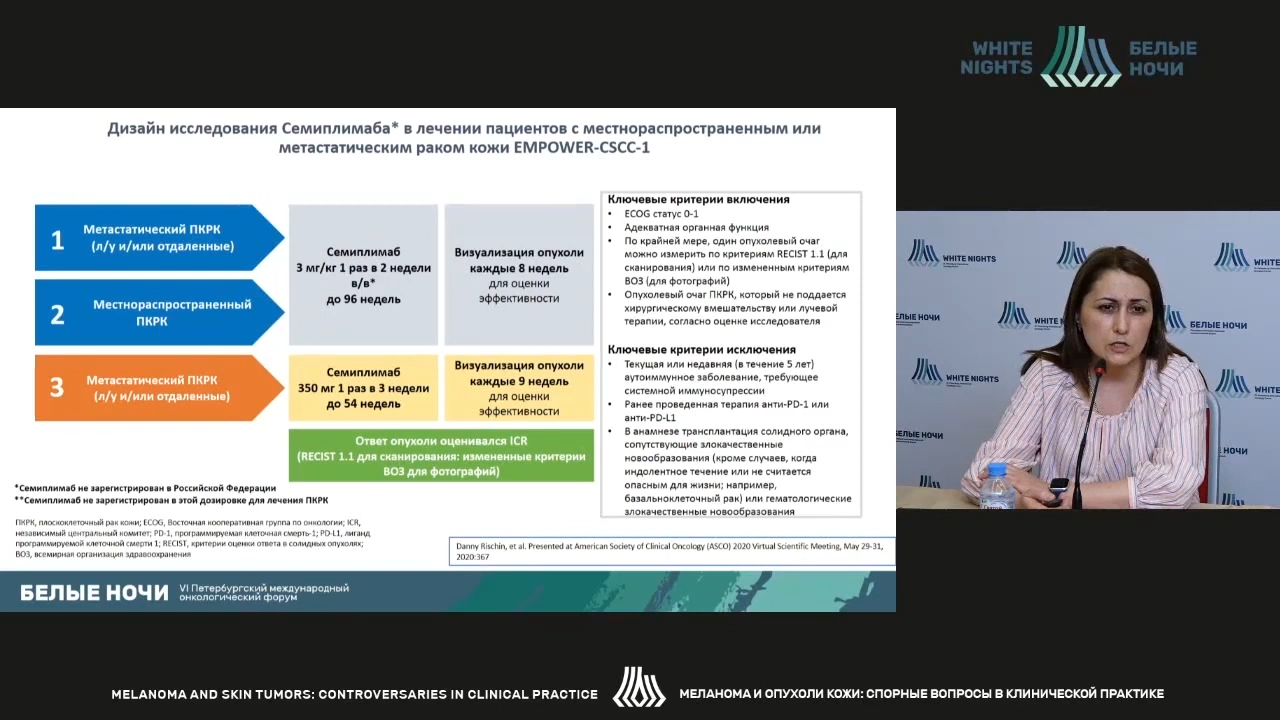 WHITE
NIGHTS
БЕЛЫЕ
НОЧИ
Дизайн исследования Семиплимаба* в лечении пациентов с местнораспространенным или
метастатическим раком кожи EMPOWER-CSCC-1
1
Метастатический ПКРК
(л/у и/или отдаленные)
2
Местнораспространенный
ПКРК
3
Метастатический ПКРК
(л/у и/или отдаленные)
Семиплимаб
3 мг/кг 1 раз в 2 недели
в/в*
до 96 недель
Визуализация опухоли
каждые 8 недель
для оценки
эффективности
Семиплимаб
350 мг 1 раз в 3 недели
до 54 недель
Визуализация опухоли
каждые 9 недель
для оценки
эффективности
Ответ опухоли оценивался ICR
(RECIST 1.1 для сканирования: измененные критерии
ВОЗ для фотографий)
Ключевые критерии включения
• ECOG статус 0-1
• Адекватная органная функция
• По крайней мере, один опухолевый очаг
можно измерить по критериям RECIST 1.1 (для
сканирования) или по измененным критериям
ВОЗ (для фотографий)
• Опухолевый очаг ПКРК, который не поддается
хирургическому вмешательству или лучевой
терапии, согласно оценке исследователя
Ключевые критерии исключения
• Текущая или недавняя (в течение 5 лет)
аутоиммунное заболевание, требующее
системной иммуносупрессии
• Ранее проведенная терапия анти-PD-1 или
анти-PD-L1
• В анамнезе трансплантация солидного органа,
сопутствующие злокачественные
новообразования (кроме случаев, когда
индолентное течение или не считается
опасным для жизни; например,
базальноклеточный рак) или гематологические
злокачественные новообразования
*Семиплимаб не зарегистрирован в Российской Федерации
**Семиплимаб не зарегистрирован в этой дозировке для лечения ПКРК
ПКРК, плоскоклеточный рак кожи; ECOG, Восточная кооперативная группа по онкологии; ICR,
независимый центральный комитет; PD-1, программируемая клеточная смерть-1; PD-L1, лиганд
программируемой клеточной смерти 1; RECIST, критерии оценки ответа в солидных опухолях;
ВОЗ, всемирная организация здравоохранения
Danny Rischin, et al. Presented at American Society of Clinical Oncology (ASCO) 2020 Virtual Scientific Meeting, May 29-31,
2020:367
БЕЛЫЕ НОЧИ
VI Петербургский международный
онкологический форум
WHITE NIGHTS
WHITE NIGHTS
БЕЛЫЕ НОЧИ
WHITE NIGHTS
БЕЛЫЕ НОЧИ
MELANOMA AND SKIN TUMORS: CONTROVERSARIES IN CLINICAL PRACTICE
МЕЛАНОМА И ОПУХОЛИ КОЖИ: СПОРНЫЕ ВОПРОСЫ В КЛИНИЧЕСКОЙ ПРАКТИКЕ